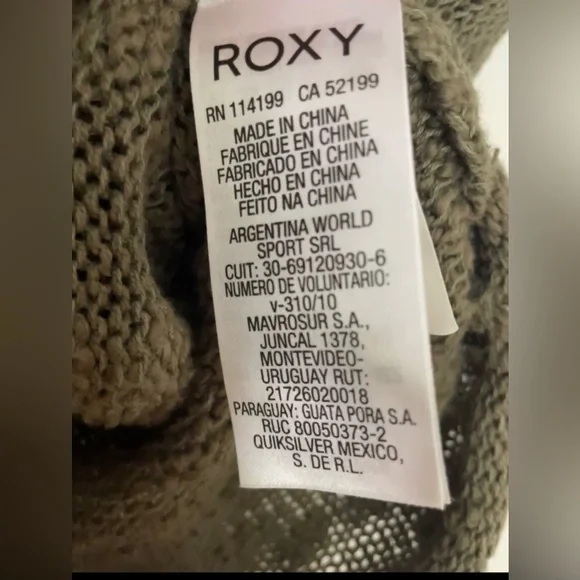 ROXY
RN 114199 CA 52199
MADE IN CHINA
FABRIQUE EN CHINE
FABRICADO EN CHINA
HECHO EN CHINA
FEITO NA CHINA
ARGENTINA WORLD
SPORT SRL
CUIT: 30-69120930-6
NUMERO DE VOLUNTARIO:
v-310/10
MAVROSUR S.A.,
JUNCAL 1378,
MONTEVIDEO-
URUGUAY RUT:
21726020018
PARAGUAY: GUATA PORA S.A.
RUC 80050373-2
QUIKSILVER MEXICO,
S. DE R.L.